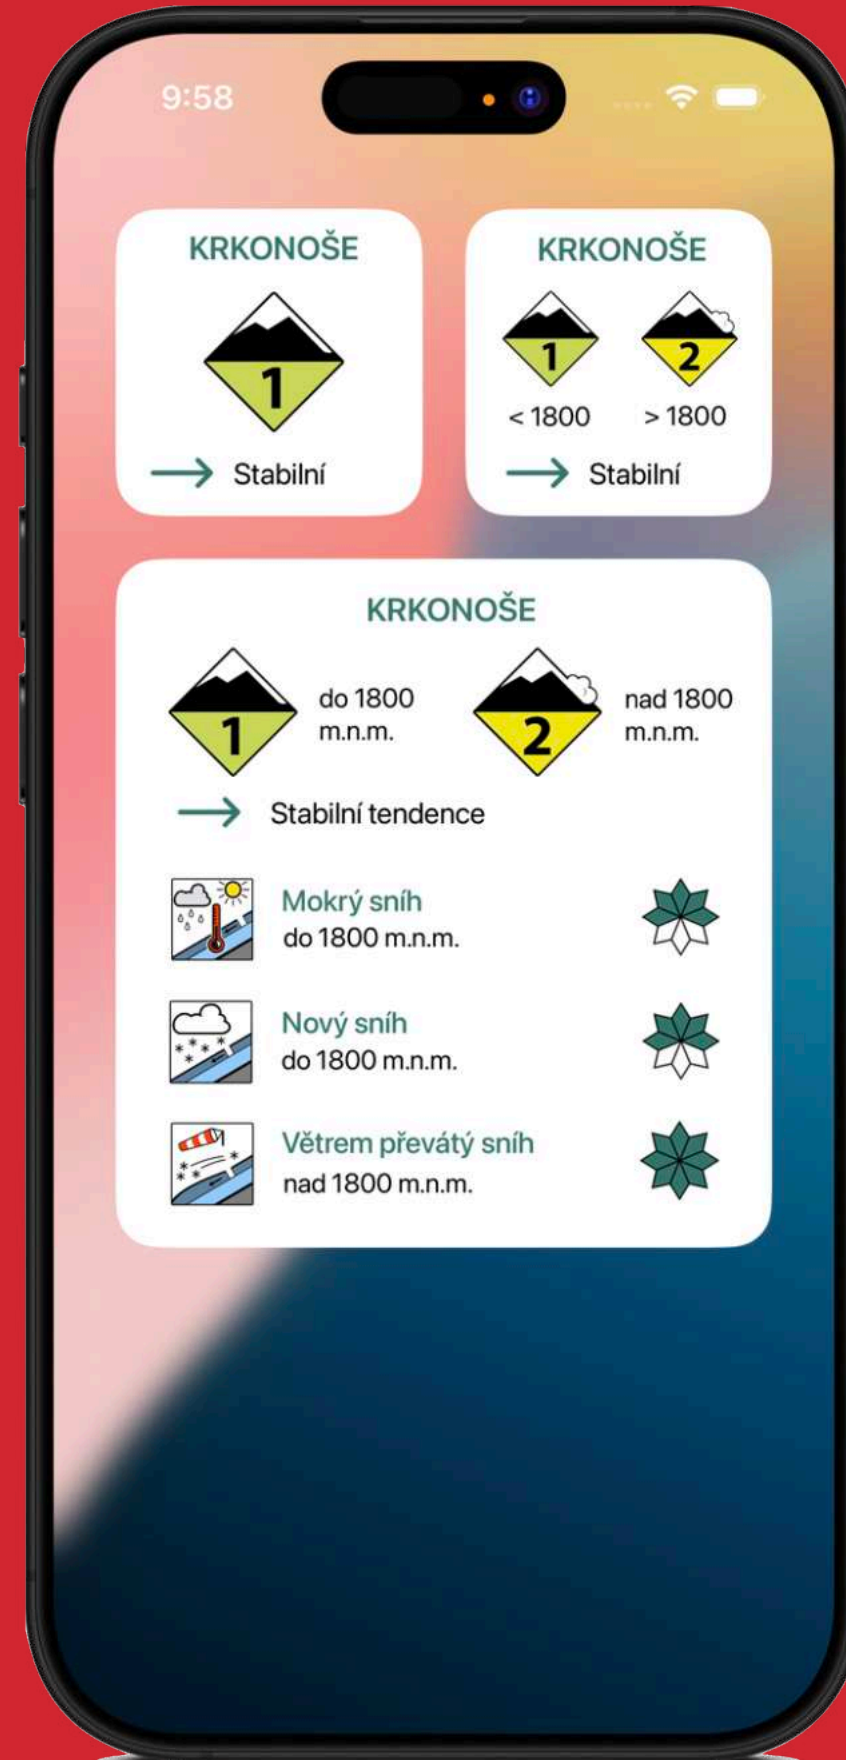 9:58
KRKONOŠE
1
Stabilní
KRKONOŠE
1 2
< 1800 > 1800
Stabilní
KRKONOŠE
1
do 1800
m.n.m.
2
nad 1800
m.n.m.
Stabilní tendence
Mokrý sníh
do 1800 m.n.m.
Nový sníh
do 1800 m.n.m.
Větrem převátý sníh
nad 1800 m.n.m.